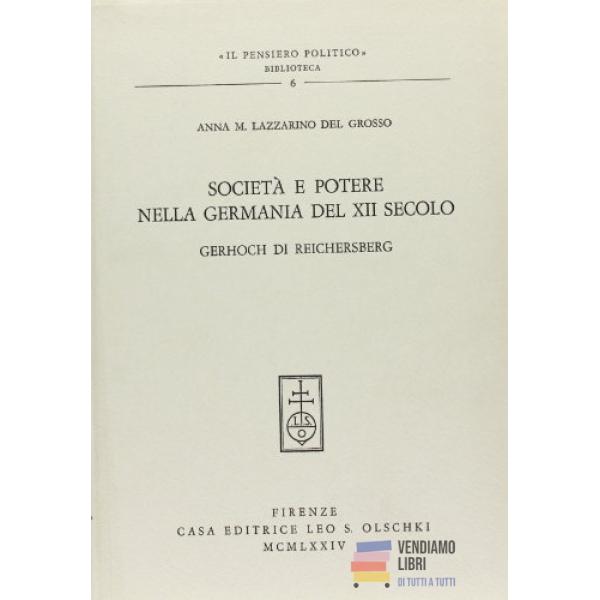 « IL PENSIERO POLITICO »
BIBLIOTECA
6
ANNA M. LAZZARINO DEL GROSSO
SOCIETÀ E POTERE
NELLA GERMANIA DEL XII SECOLO
GERHOCH DI REICHERSBERG
L S
O
FIRENZE
CASA EDITRICE LEO S. OLSCHKI
MCMLXXIV
VENDIAMO
LIBRI
DI TUTTI A TUTTI